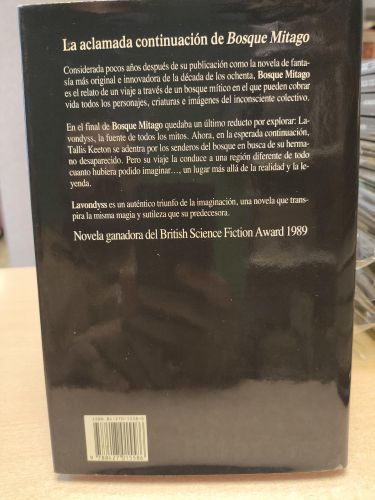 La aclamada continuación de Bosque Mitago
Considerada pocos años después de su publicación como la novela de fanta-
sía más original e innovadora de la década de los ochenta, Bosque Mitago
es el relato de un viaje a través de un bosque mítico en el que pueden cobrar
vida todos los personajes, criaturas e imágenes del inconsciente colectivo.
En el final de Bosque Mitago quedaba un último reducto por explorar: La-
vondyss, la fuente de todos los mitos. Ahora, en la esperada continuación,
Tallis Keeton se adentra por los senderos del bosque en busca de su herma-
no desaparecido. Pero su viaje la conduce a una región diferente de todo
cuanto hubiera podido imaginar..., un lugar más allá de la realidad y la le-
yenda.
Lavondyss es un auténtico triunfo de la imaginación, una novela que trans-
pira la misma magia y sutileza que su predecesora.
Novela ganadora del British Science Fiction Award 1989
9 788427 015586